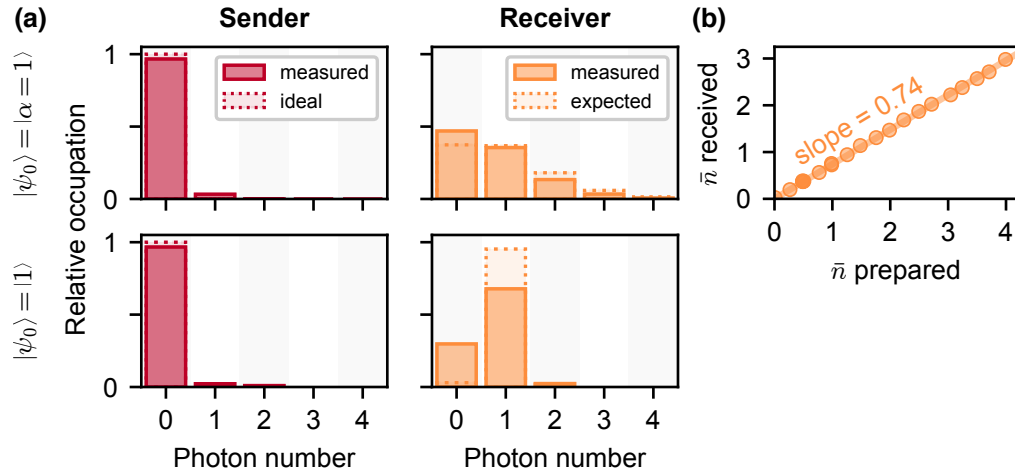 (a)
Sender
Receiver
(b)
|ψ₀⟩ = |α = 1⟩
|ψ₀⟩ = |1⟩
Relative occupation
1
0
measured
ideal
measured
expected
1
0
0 1 2 3 4
0 1 2 3 4
Photon number
Photon number
n̄ received
3
2
1
0
slope = 0.74
0 1 2 3 4
n̄ prepared